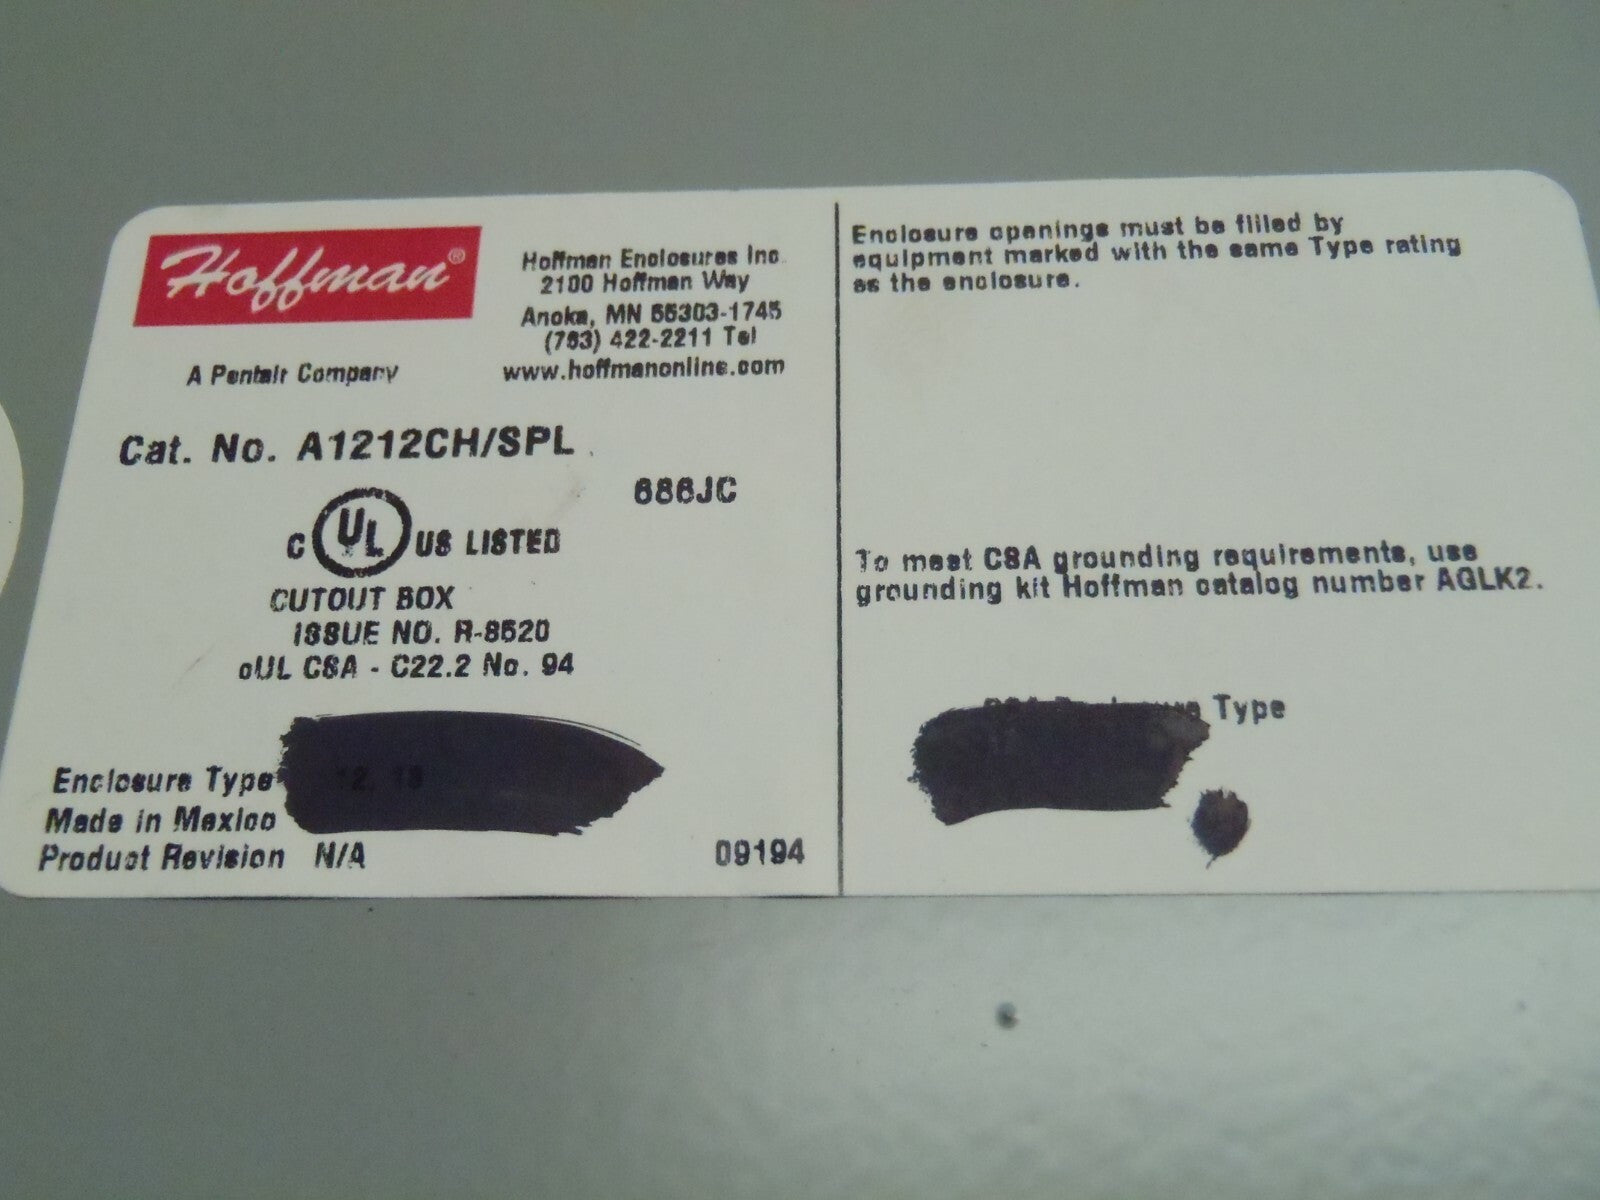 Hoffman®
A Pentair Company
Hoffman Enclosures Inc.
2100 Hoffman Way
Anoka, MN 55303-1745
(763) 422-2211 Tel
www.hoffmanonline.com
Cat. No. A1212CH/SPL
686JC
C UL US LISTED
CUTOUT BOX
ISSUE NO. R-8520
cUL CSA - C22.2 No. 94
Enclosure Type 12, 13
Made in Mexico
Product Revision N/A
09194
Enclosure openings must be filled by
equipment marked with the same Type rating
as the enclosure.
To meet CSA grounding requirements, use
grounding kit Hoffman catalog number AGLK2.
Enclosure Type